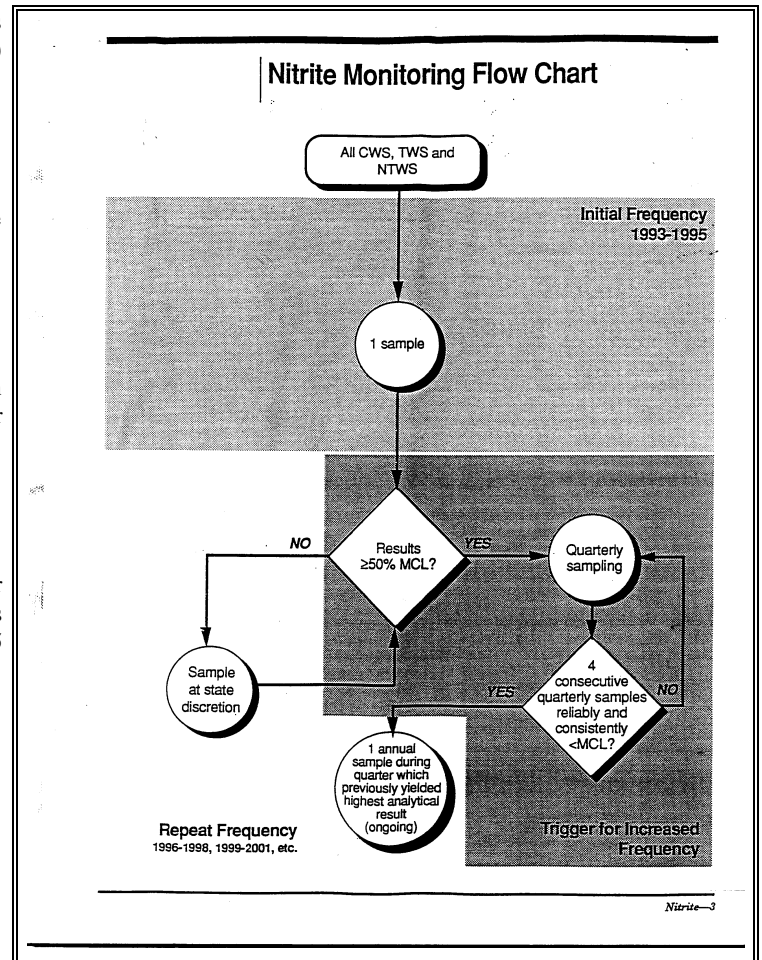 Nitrite Monitoring Flow Chart
All CWS, TWS and
NTWS
Initial Frequency
1993-1995
1 sample
NO
Results
≥50% MCL?
YES
Quarterly
sampling
Sample
at state
discretion
YES
4
consecutive
quarterly samples
reliably and
consistently
<MCL?
NO
1 annual
sample during
quarter which
previously yielded
highest analytical
result
(ongoing)
Repeat Frequency
1996-1998, 1999-2001, etc.
Trigger for Increased
Frequency
Nitrite—3